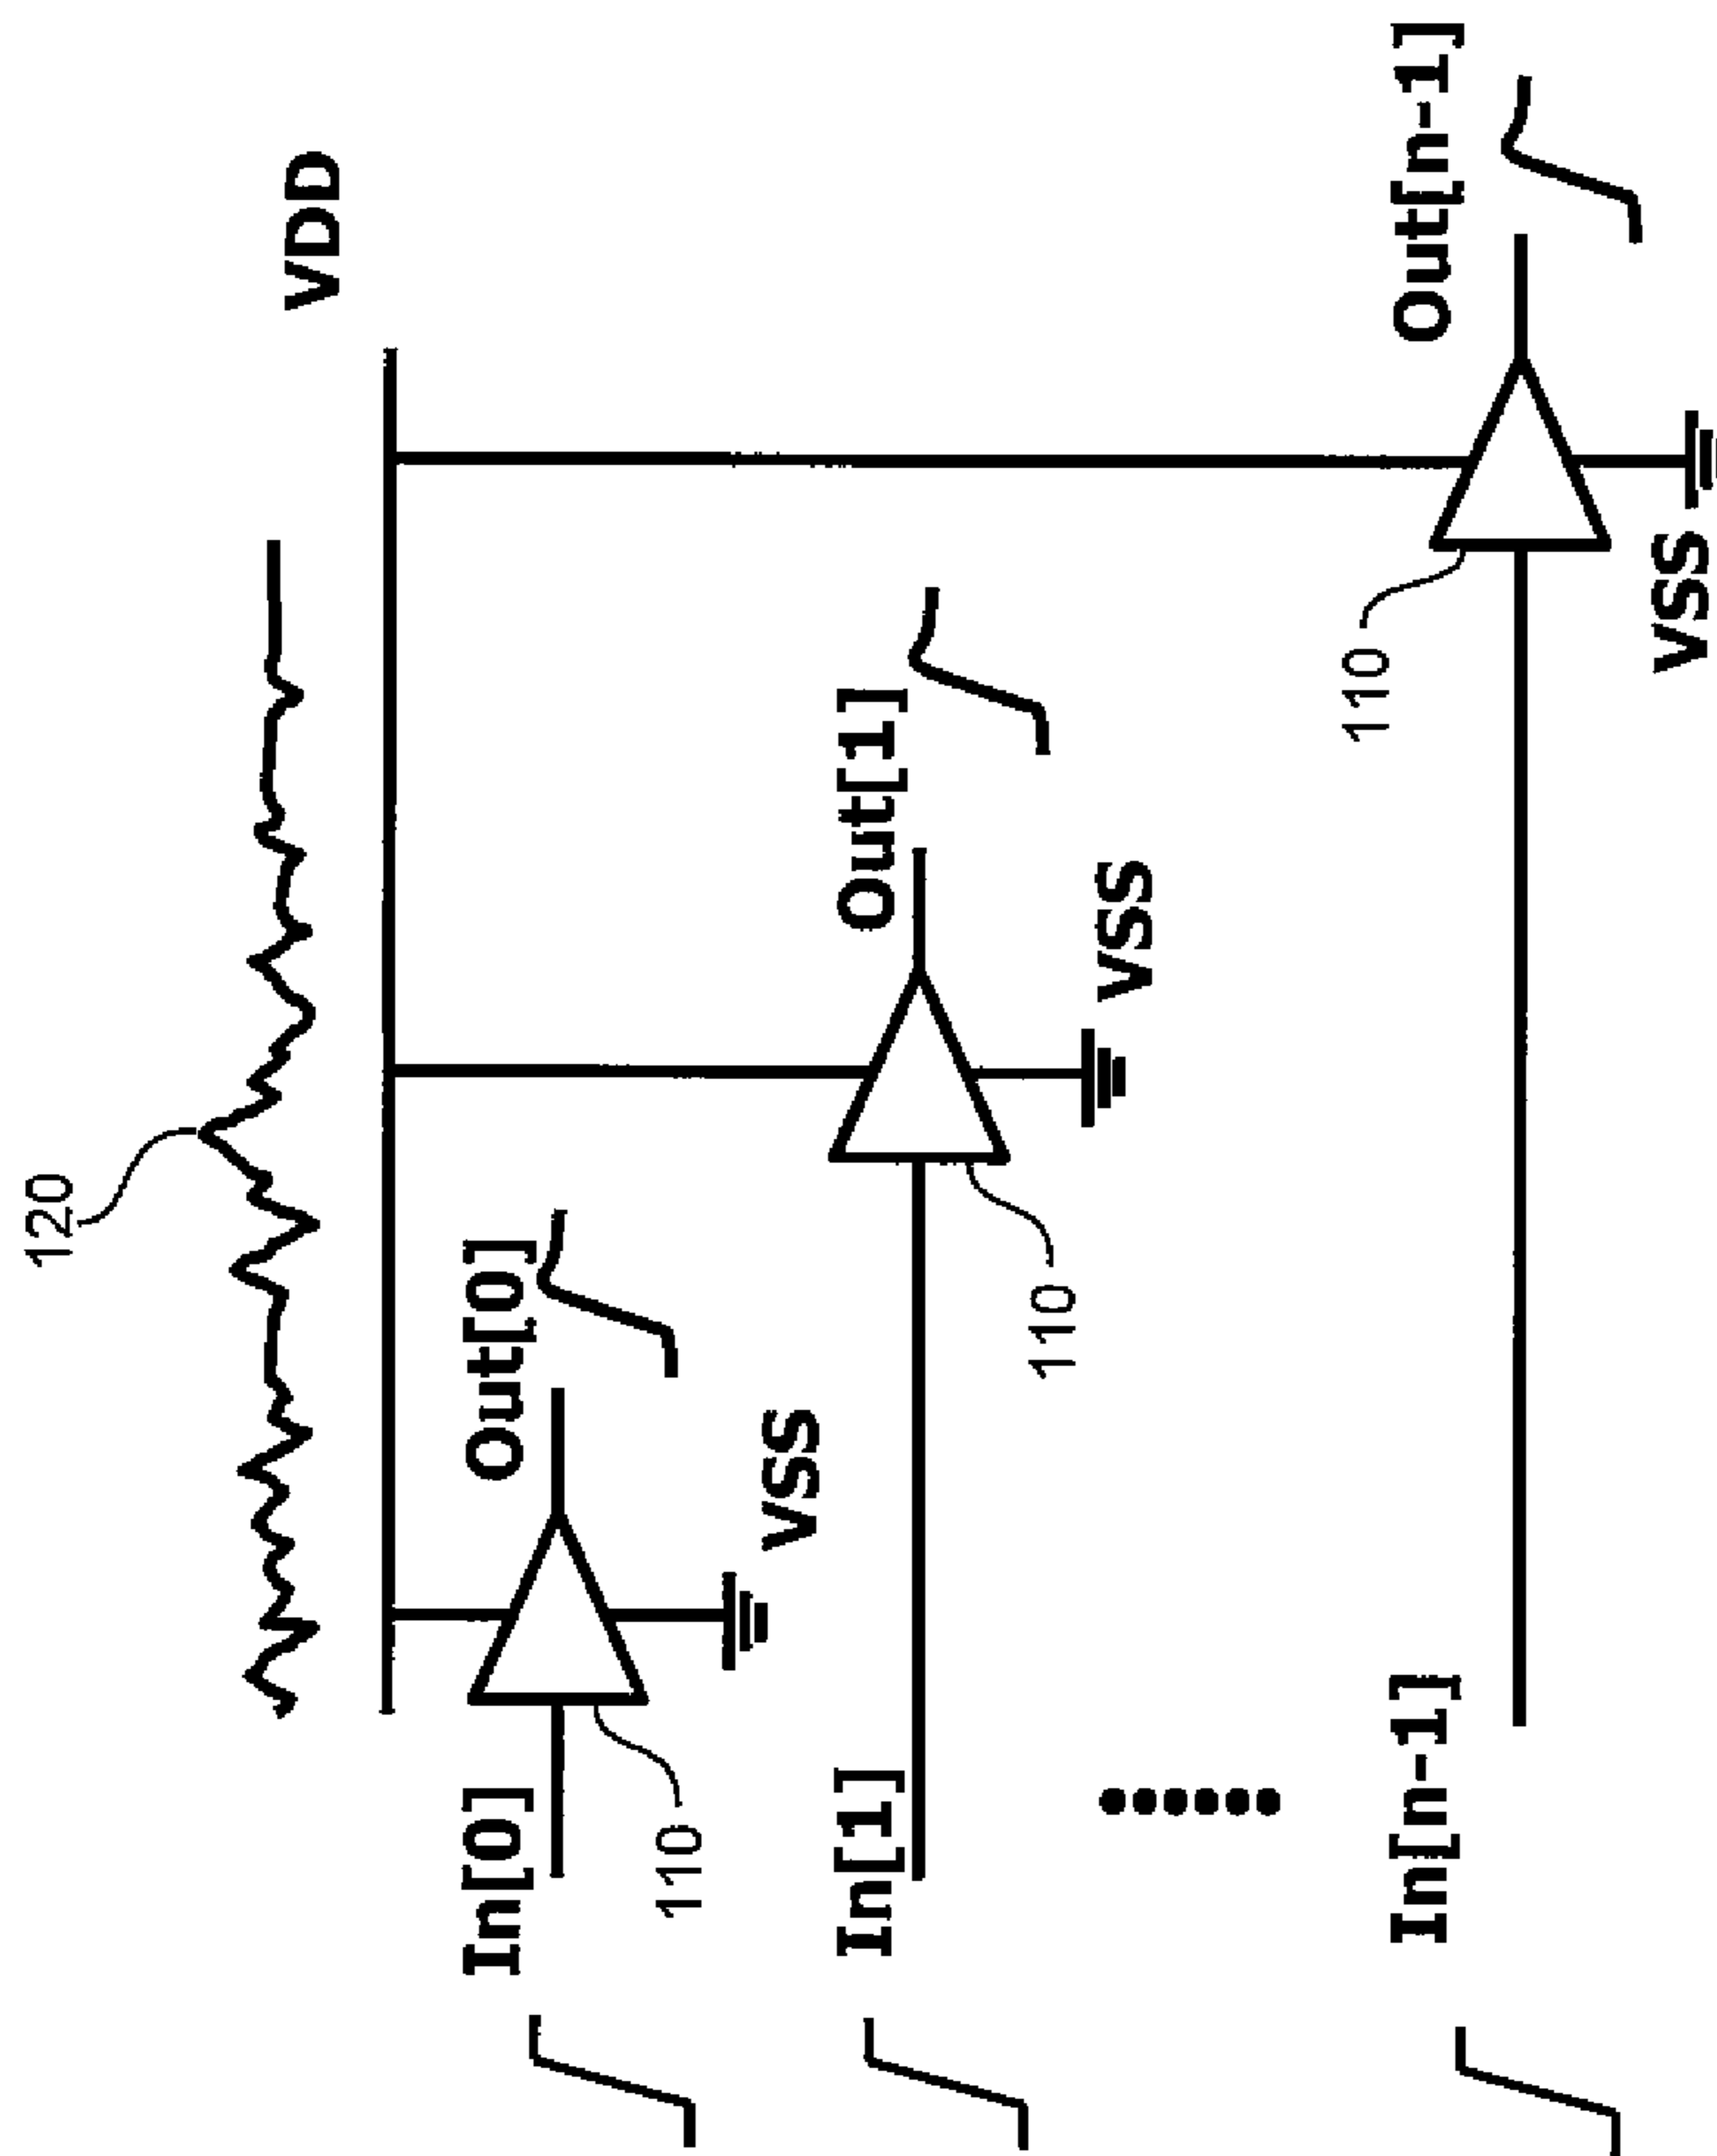 120
VDD
In[0]
Out[0]
110
VSS
In[1]
Out[1]
110
VSS
In[n-1]
Out[n-1]
110
VSS